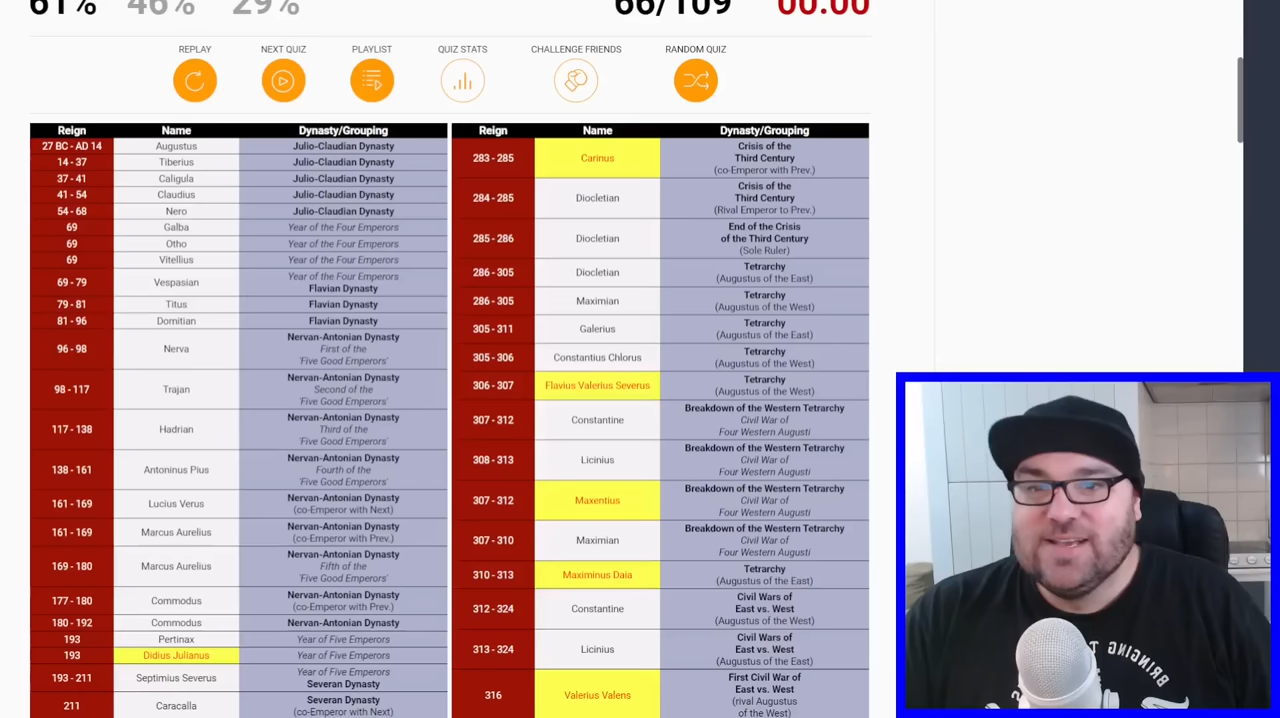 61% 46% 29% 66/109 00:00
REPLAY NEXT QUIZ PLAYLIST QUIZ STATS CHALLENGE FRIENDS RANDOM QUIZ
Reign Name Dynasty/Grouping
27 BC - AD 14 Augustus Julio-Claudian Dynasty
14 - 37 Tiberius Julio-Claudian Dynasty
37 - 41 Caligula Julio-Claudian Dynasty
41 - 54 Claudius Julio-Claudian Dynasty
54 - 68 Nero Julio-Claudian Dynasty
69 Galba Year of the Four Emperors
69 Otho Year of the Four Emperors
69 Vitellius Year of the Four Emperors
69 - 79 Vespasian Year of the Four Emperors
Flavian Dynasty
79 - 81 Titus Flavian Dynasty
81 - 96 Domitian Flavian Dynasty
96 - 98 Nerva Nervan-Antonian Dynasty
First of the
'Five Good Emperors'
98 - 117 Trajan Nervan-Antonian Dynasty
Second of the
'Five Good Emperors'
117 - 138 Hadrian Nervan-Antonian Dynasty
Third of the
'Five Good Emperors'
138 - 161 Antoninus Pius Nervan-Antonian Dynasty
Fourth of the
'Five Good Emperors'
161 - 169 Lucius Verus Nervan-Antonian Dynasty
(co-Emperor with Next)
161 - 169 Marcus Aurelius Nervan-Antonian Dynasty
(co-Emperor with Prev.)
169 - 180 Marcus Aurelius Nervan-Antonian Dynasty
Fifth of the
'Five Good Emperors'
177 - 180 Commodus Nervan-Antonian Dynasty
(co-Emperor with Prev.)
180 - 192 Commodus Nervan-Antonian Dynasty
193 Pertinax Year of Five Emperors
193 Didius Julianus Year of Five Emperors
193 - 211 Septimius Severus Year of Five Emperors
Severan Dynasty
211 Caracalla Severan Dynasty
(co-Emperor with Next)
Reign Name Dynasty/Grouping
283 - 285 Carinus Crisis of the
Third Century
(co-Emperor with Prev.)
284 - 285 Diocletian Crisis of the
Third Century
(Rival Emperor to Prev.)
285 - 286 Diocletian End of the Crisis
of the Third Century
(Sole Ruler)
286 - 305 Diocletian Tetrarchy
(Augustus of the East)
286 - 305 Maximian Tetrarchy
(Augustus of the West)
305 - 311 Galerius Tetrarchy
(Augustus of the East)
305 - 306 Constantius Chlorus Tetrarchy
(Augustus of the West)
306 - 307 Flavius Valerius Severus Tetrarchy
(Augustus of the West)
307 - 312 Constantine Breakdown of the Western Tetrarchy
Civil War of
Four Western Augusti
308 - 313 Licinius Breakdown of the Western Tetrarchy
Civil War of
Four Western Augusti
307 - 312 Maxentius Breakdown of the Western Tetrarchy
Civil War of
Four Western Augusti
307 - 310 Maximian Breakdown of the Western Tetrarchy
Civil War of
Four Western Augusti
310 - 313 Maximinus Daia Tetrarchy
(Augustus of the East)
312 - 324 Constantine Civil Wars of
East vs. West
(Augustus of the West)
313 - 324 Licinius Civil Wars of
East vs. West
(Augustus of the East)
316 Valerius Valens First Civil War of
East vs. West
(rival Augustus
of the West)
BRINGING T